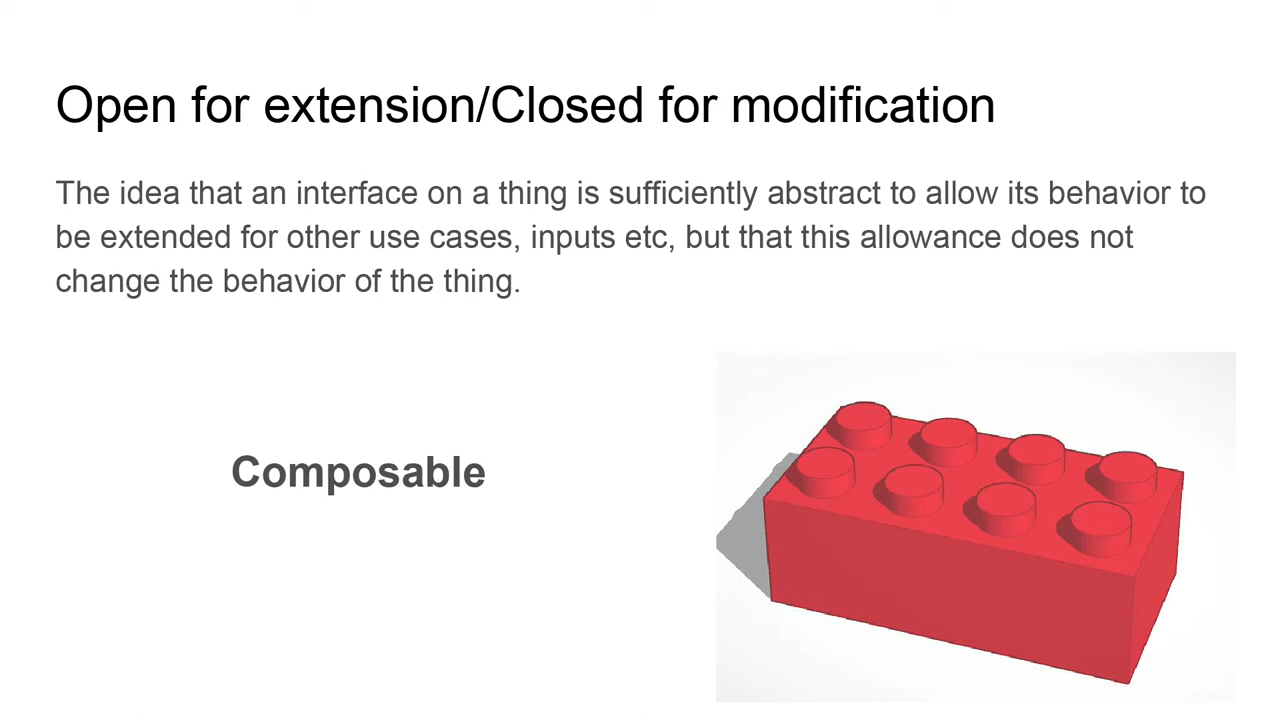 Open for extension/Closed for modification
The idea that an interface on a thing is sufficiently abstract to allow its behavior to
be extended for other use cases, inputs etc, but that this allowance does not
change the behavior of the thing.
Composable